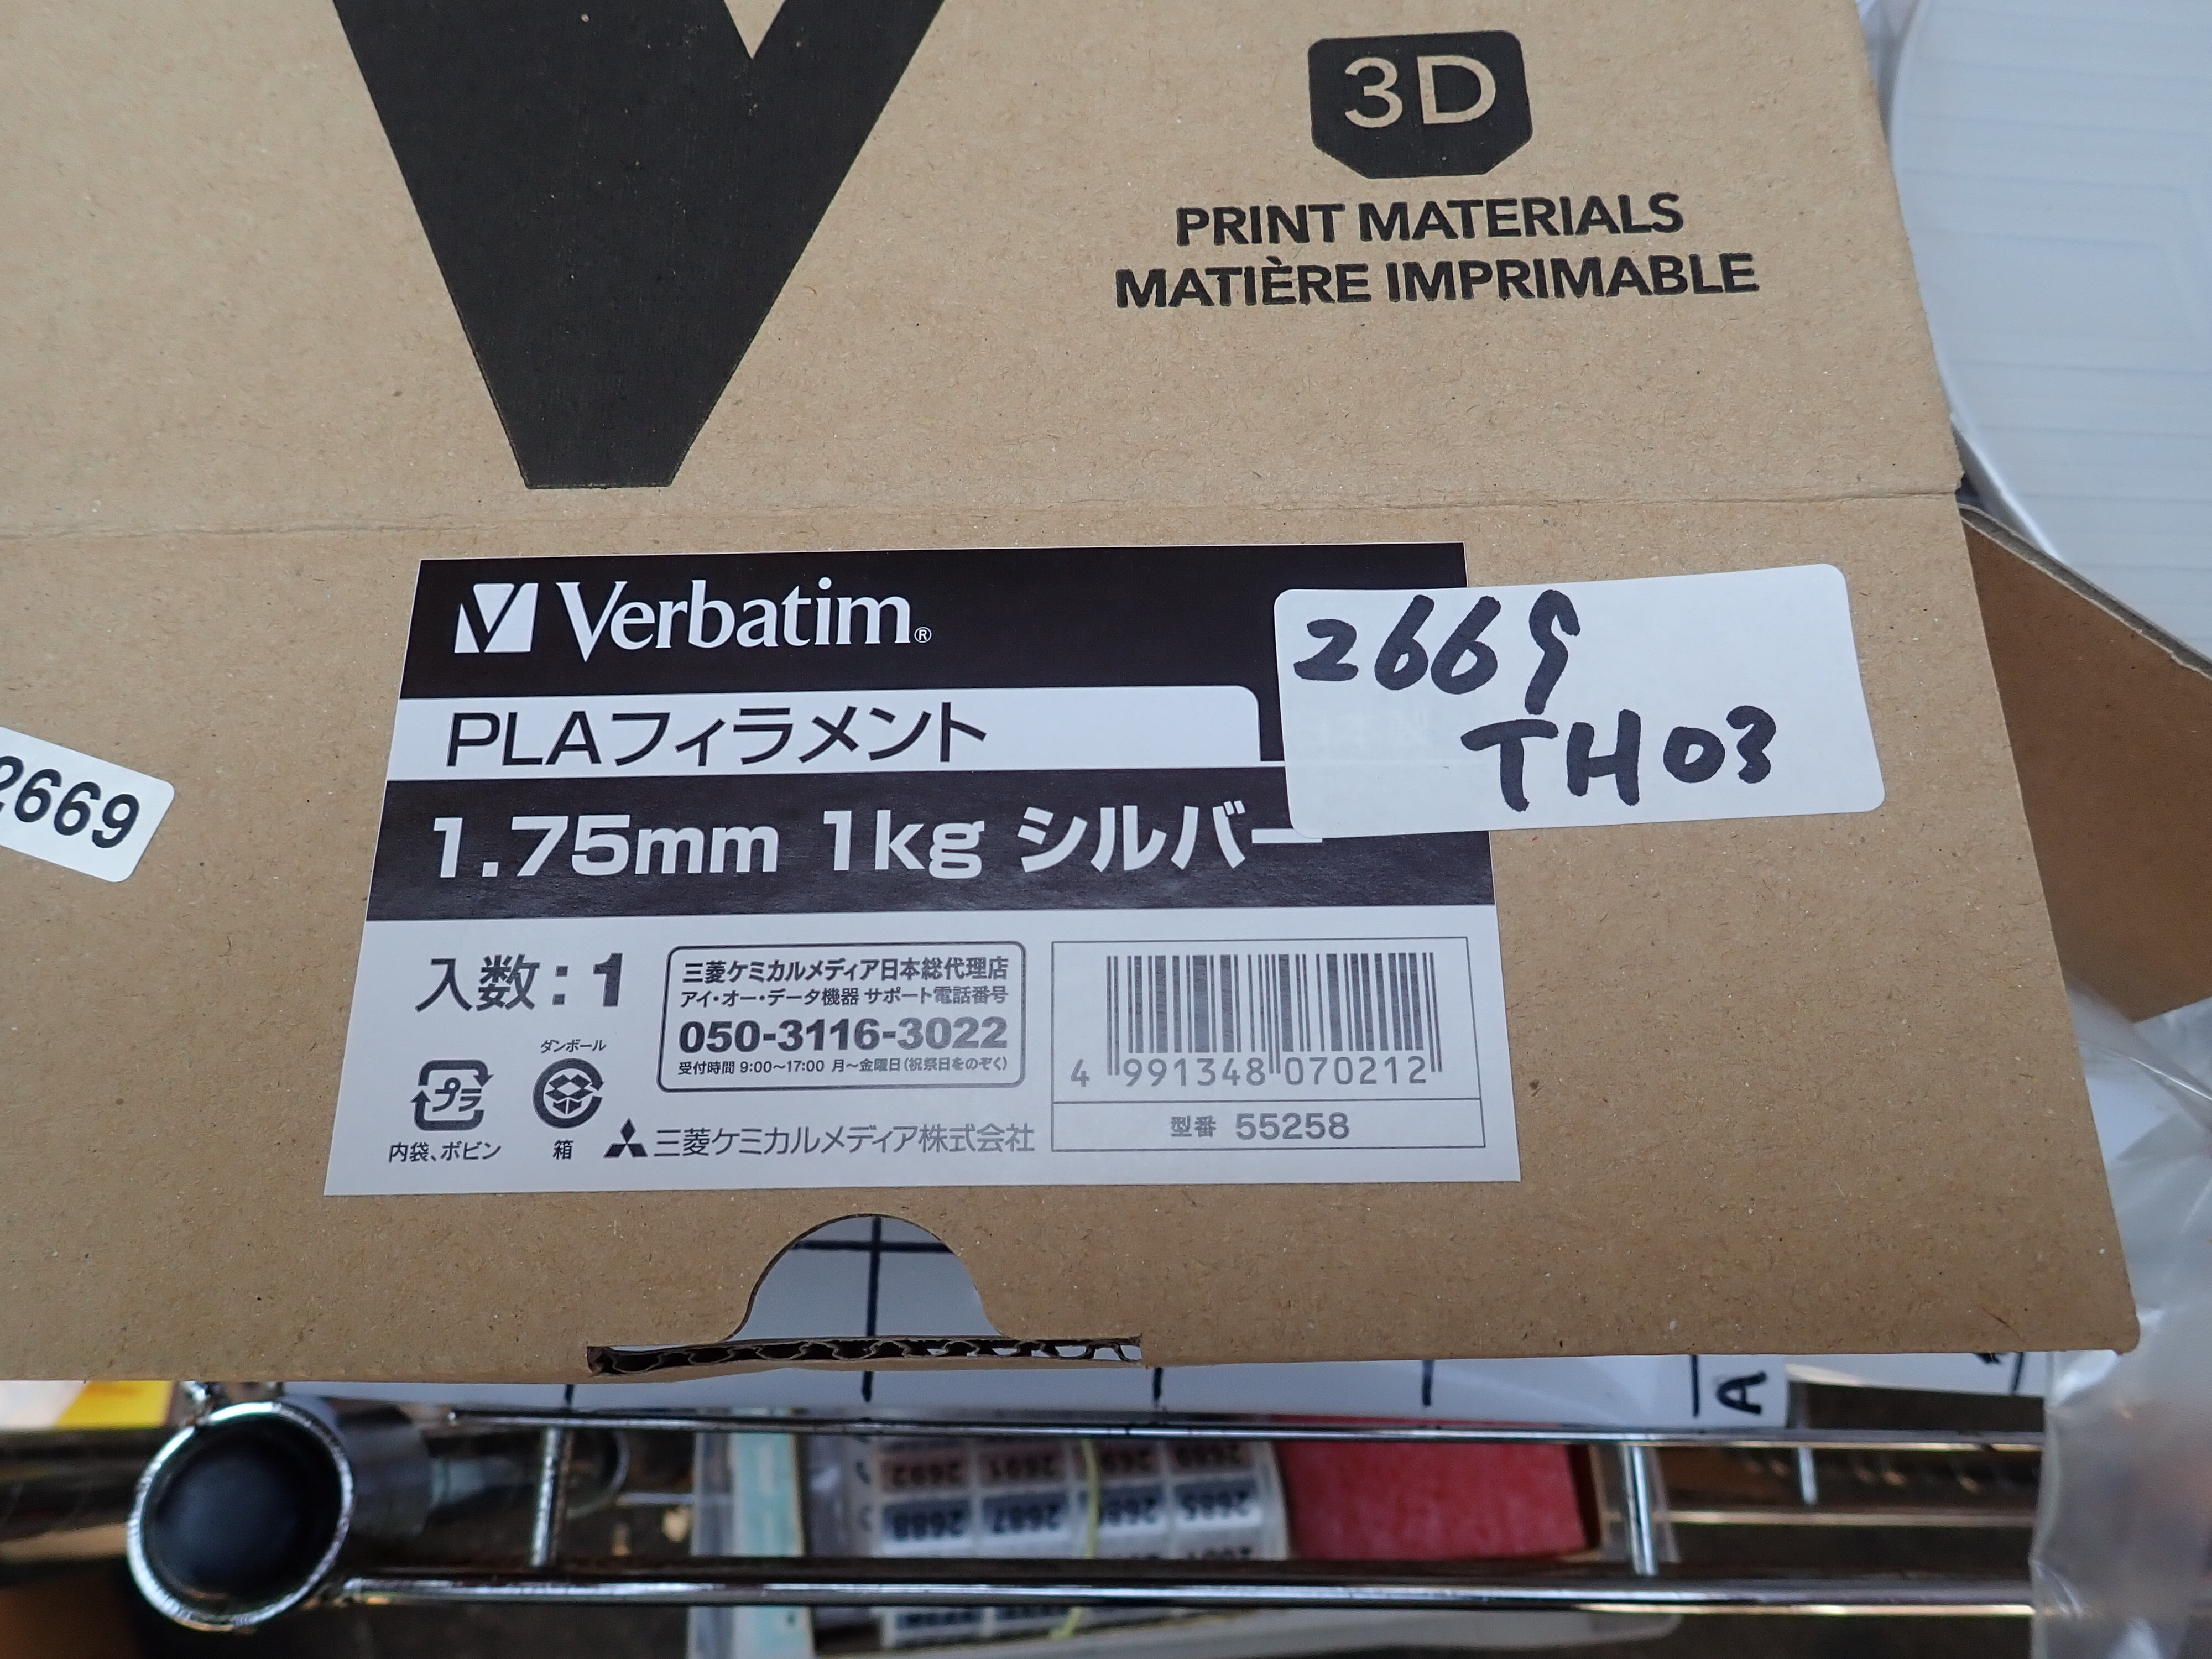 3D
PRINT MATERIALS
MATIÈRE IMPRIMABLE
Verbatim®
PLAフィラメント
1.75mm 1kg シルバー
2669
TH03
2669
入数:1
三菱ケミカルメディア日本総代理店
アイ・オー・データ機器 サポート電話番号
050-3116-3022
受付時間 9:00〜17:00 月〜金曜日(祝祭日をのぞく)
プラ
内袋、ボビン
ダンボール
箱
三菱ケミカルメディア株式会社
4 991348 070212
型番 55258
A
2692 2691
2688 2687 2685